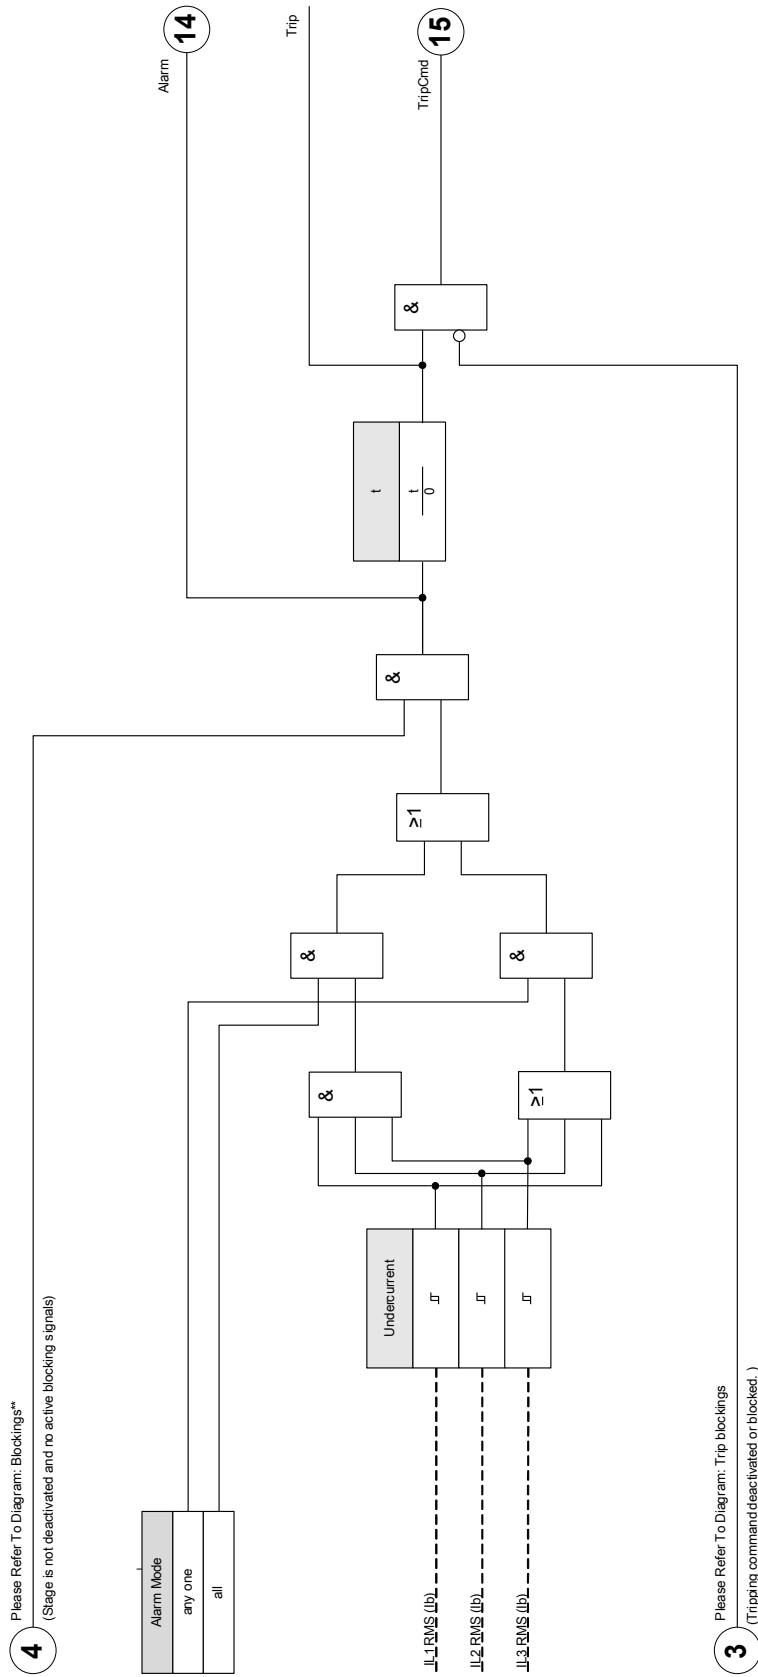 4
Please Refer To Diagram: Blockings**
(Stage is not deactivated and no active blocking signals)
Alarm Mode
any one
all
IL1 RMS (Ib)
IL2 RMS (Ib)
IL3 RMS (Ib)
Undercurrent
&
≥1
&
&
≥1
&
t
t
0
&
Alarm
14
Trip
TripCmd
15
3
Please Refer To Diagram: Trip blockings
(Tripping command deactivated or blocked. )